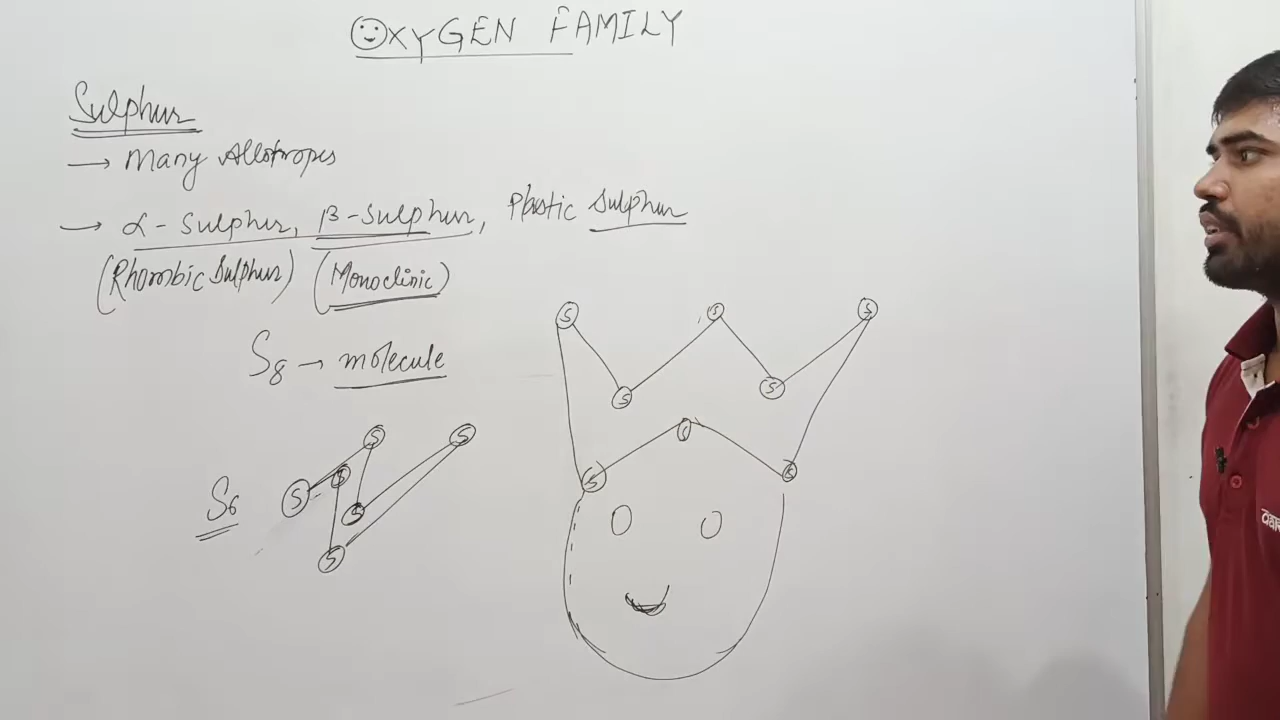 OXYGEN FAMILY
Sulphur
→ Many Allotropes
→ α - Sulphur, β - Sulphur, Plastic Sulphur
(Rhombic Sulphur) (Monoclinic)
S8 → molecule
S6
S
S
S
S
S
S
S
S
S
S
S
S
S
S